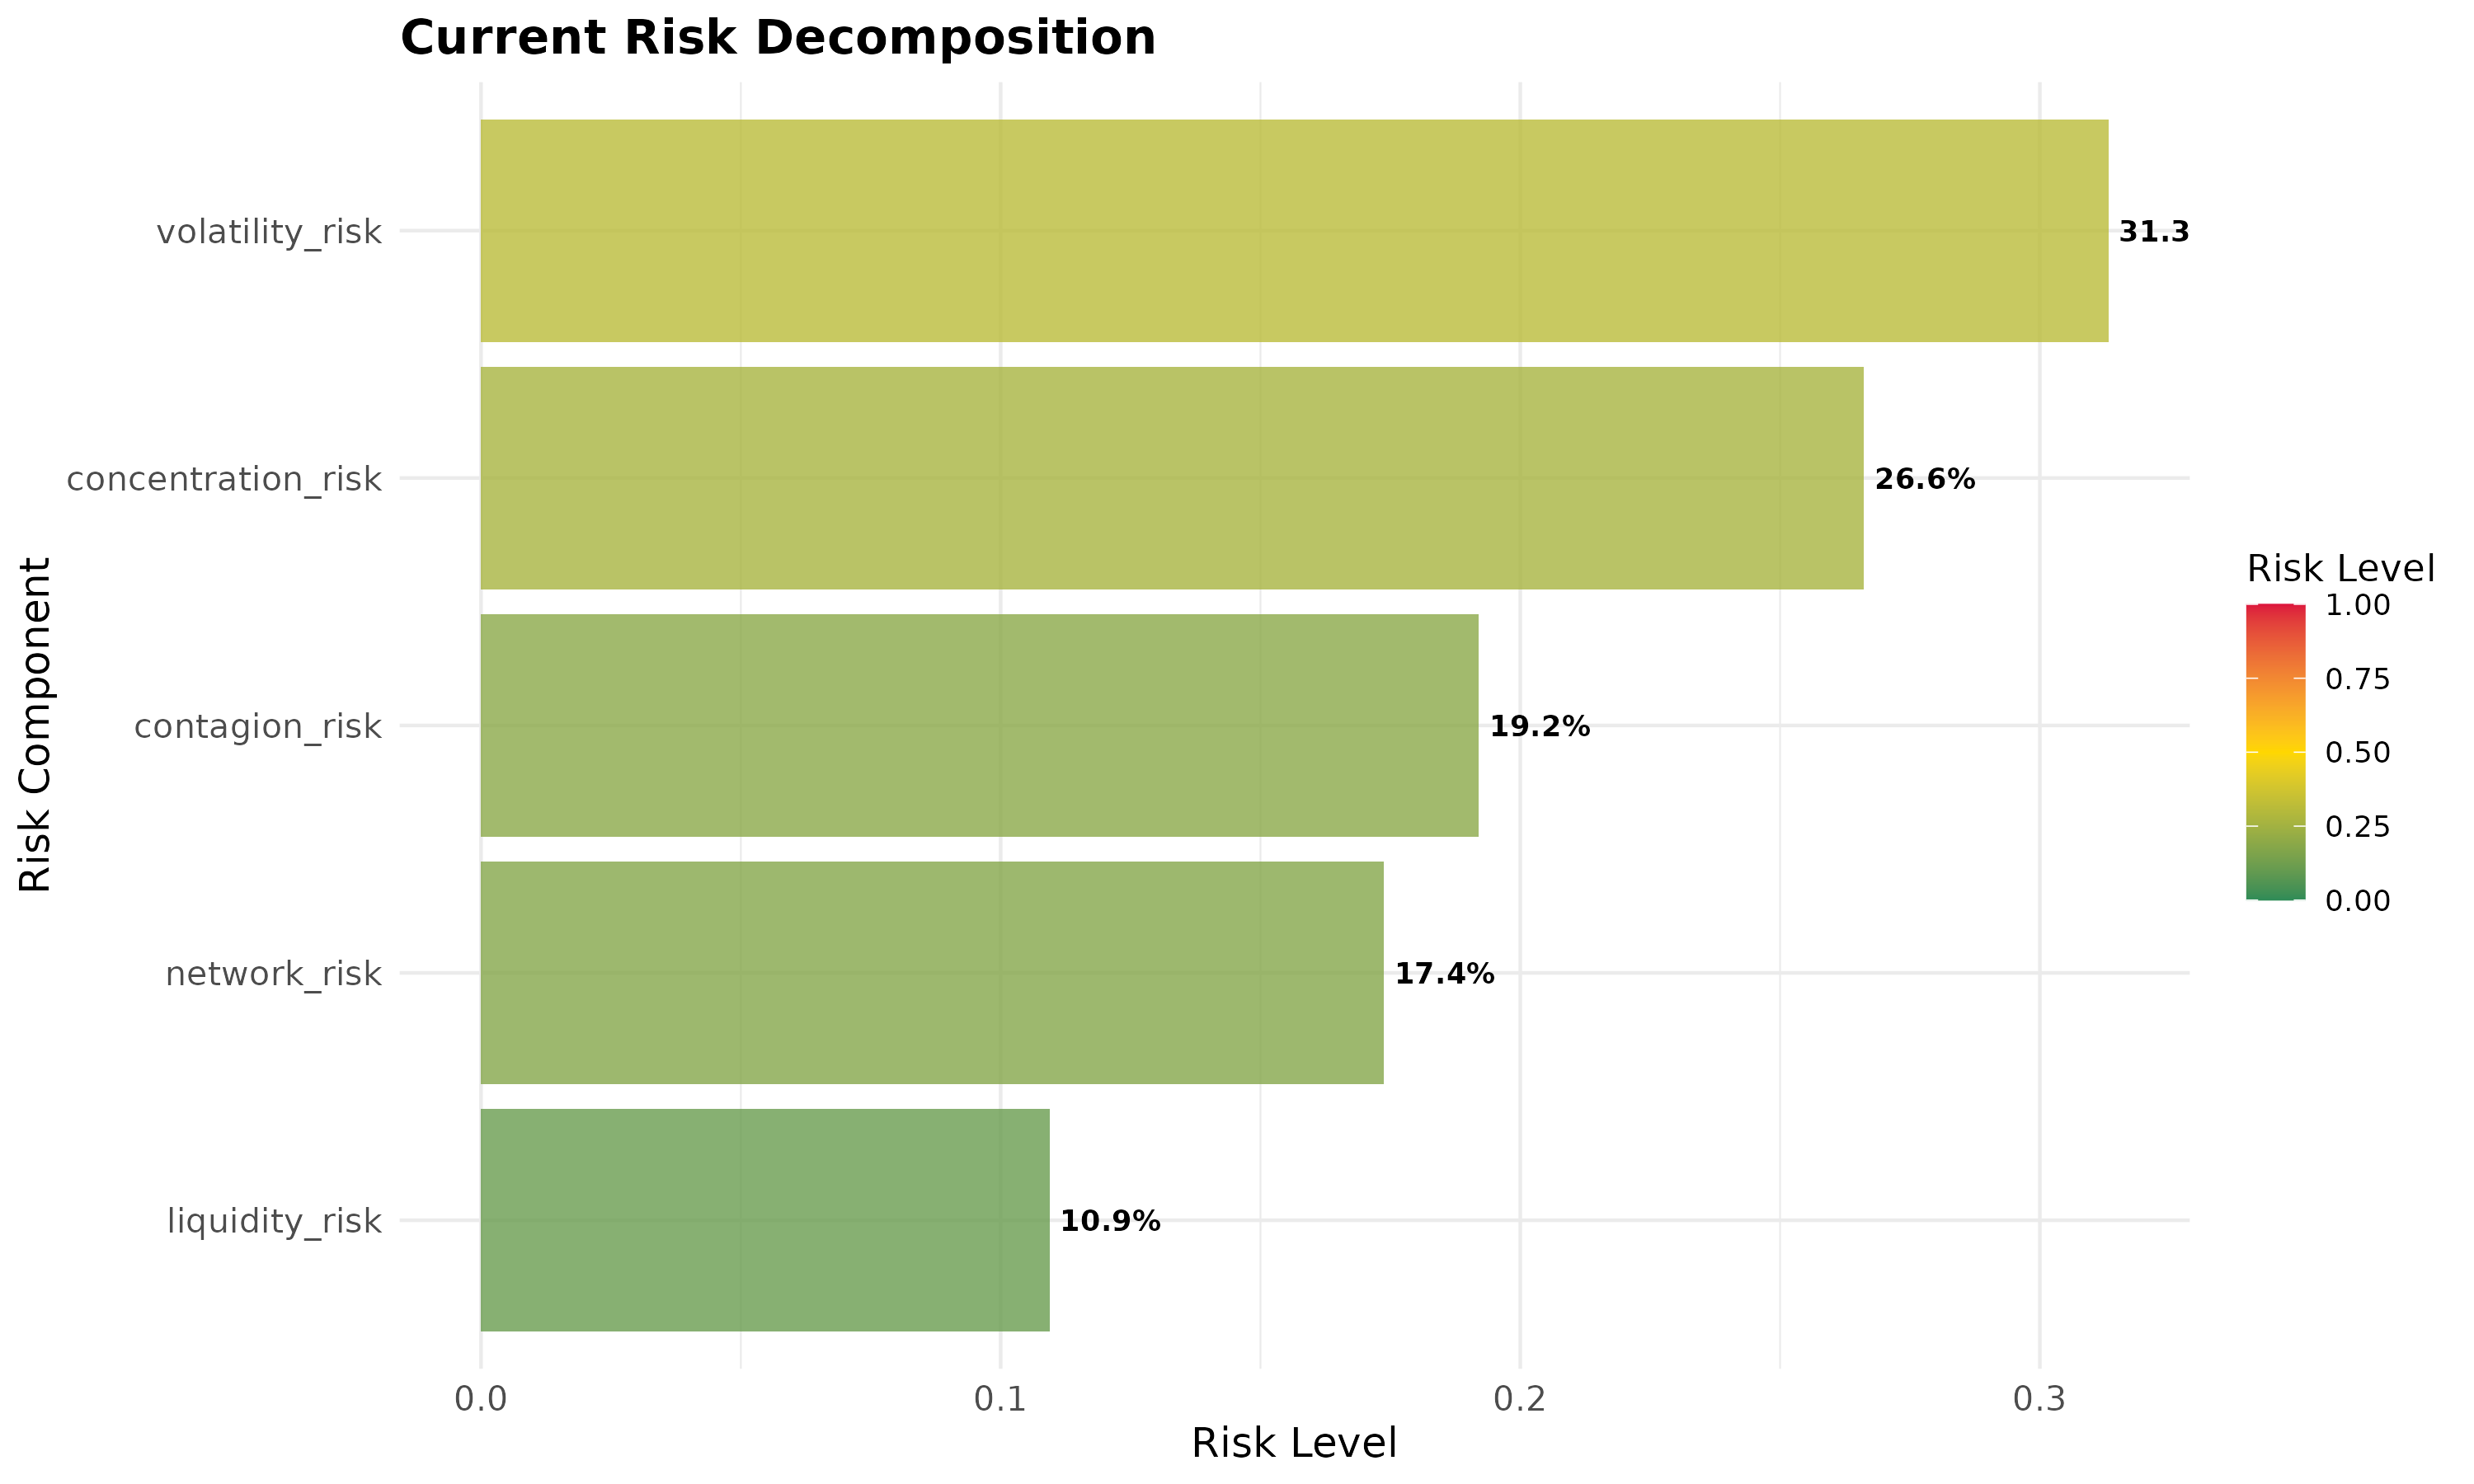 Current Risk Decomposition
volatility_risk
31.3
concentration_risk
26.6%
contagion_risk
19.2%
network_risk
17.4%
liquidity_risk
10.9%
Risk Component
0.0
0.1
0.2
0.3
Risk Level
Risk Level
1.00
0.75
0.50
0.25
0.00